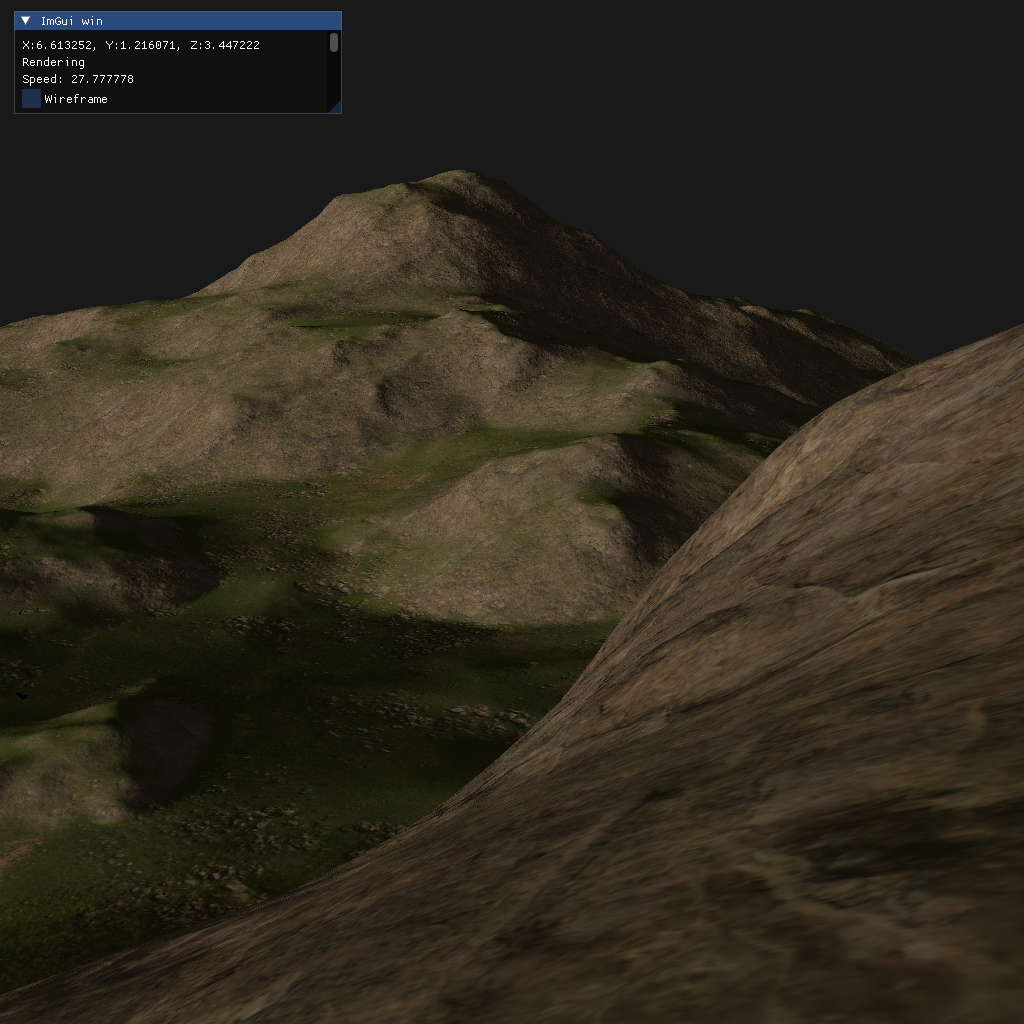 ImGui win
X:6.613252, Y:1.216071, Z:3.447222
Rendering
Speed: 27.777778
Wireframe